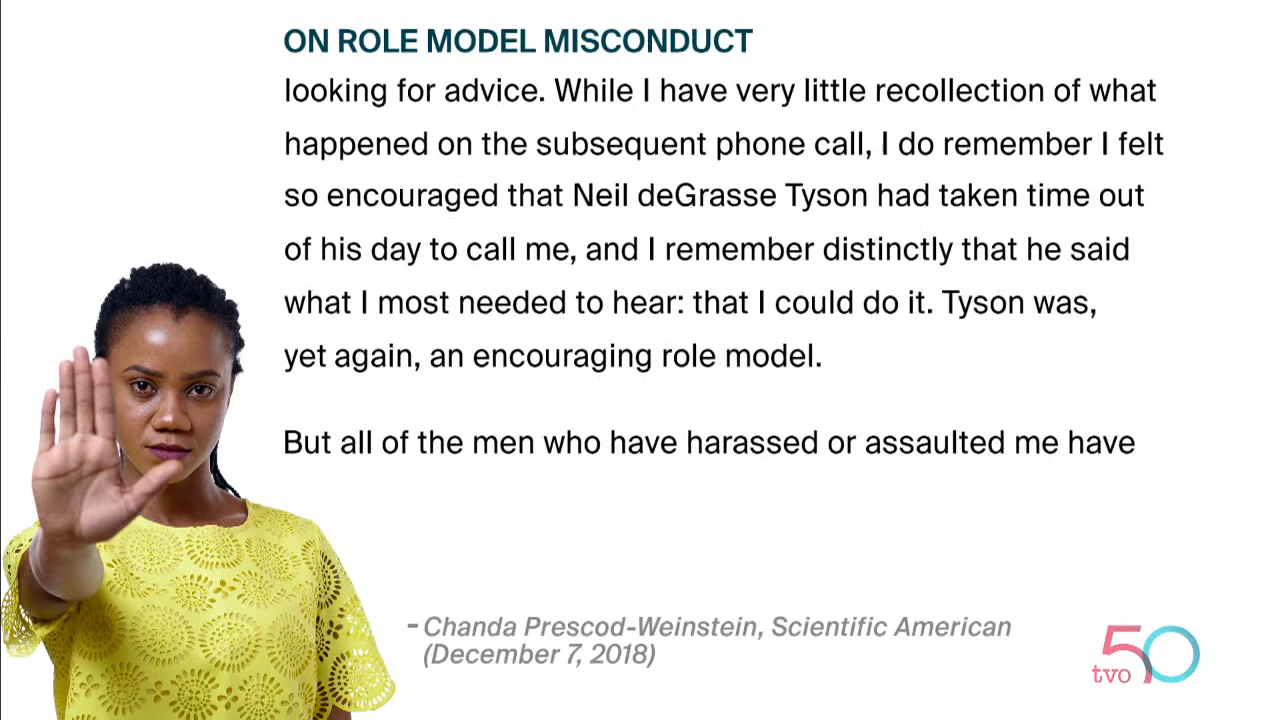 ON ROLE MODEL MISCONDUCT
looking for advice. While I have very little recollection of what
happened on the subsequent phone call, I do remember I felt
so encouraged that Neil deGrasse Tyson had taken time out
of his day to call me, and I remember distinctly that he said
what I most needed to hear: that I could do it. Tyson was,
yet again, an encouraging role model.
But all of the men who have harassed or assaulted me have
- Chanda Prescod-Weinstein, Scientific American
(December 7, 2018)
tvo 50